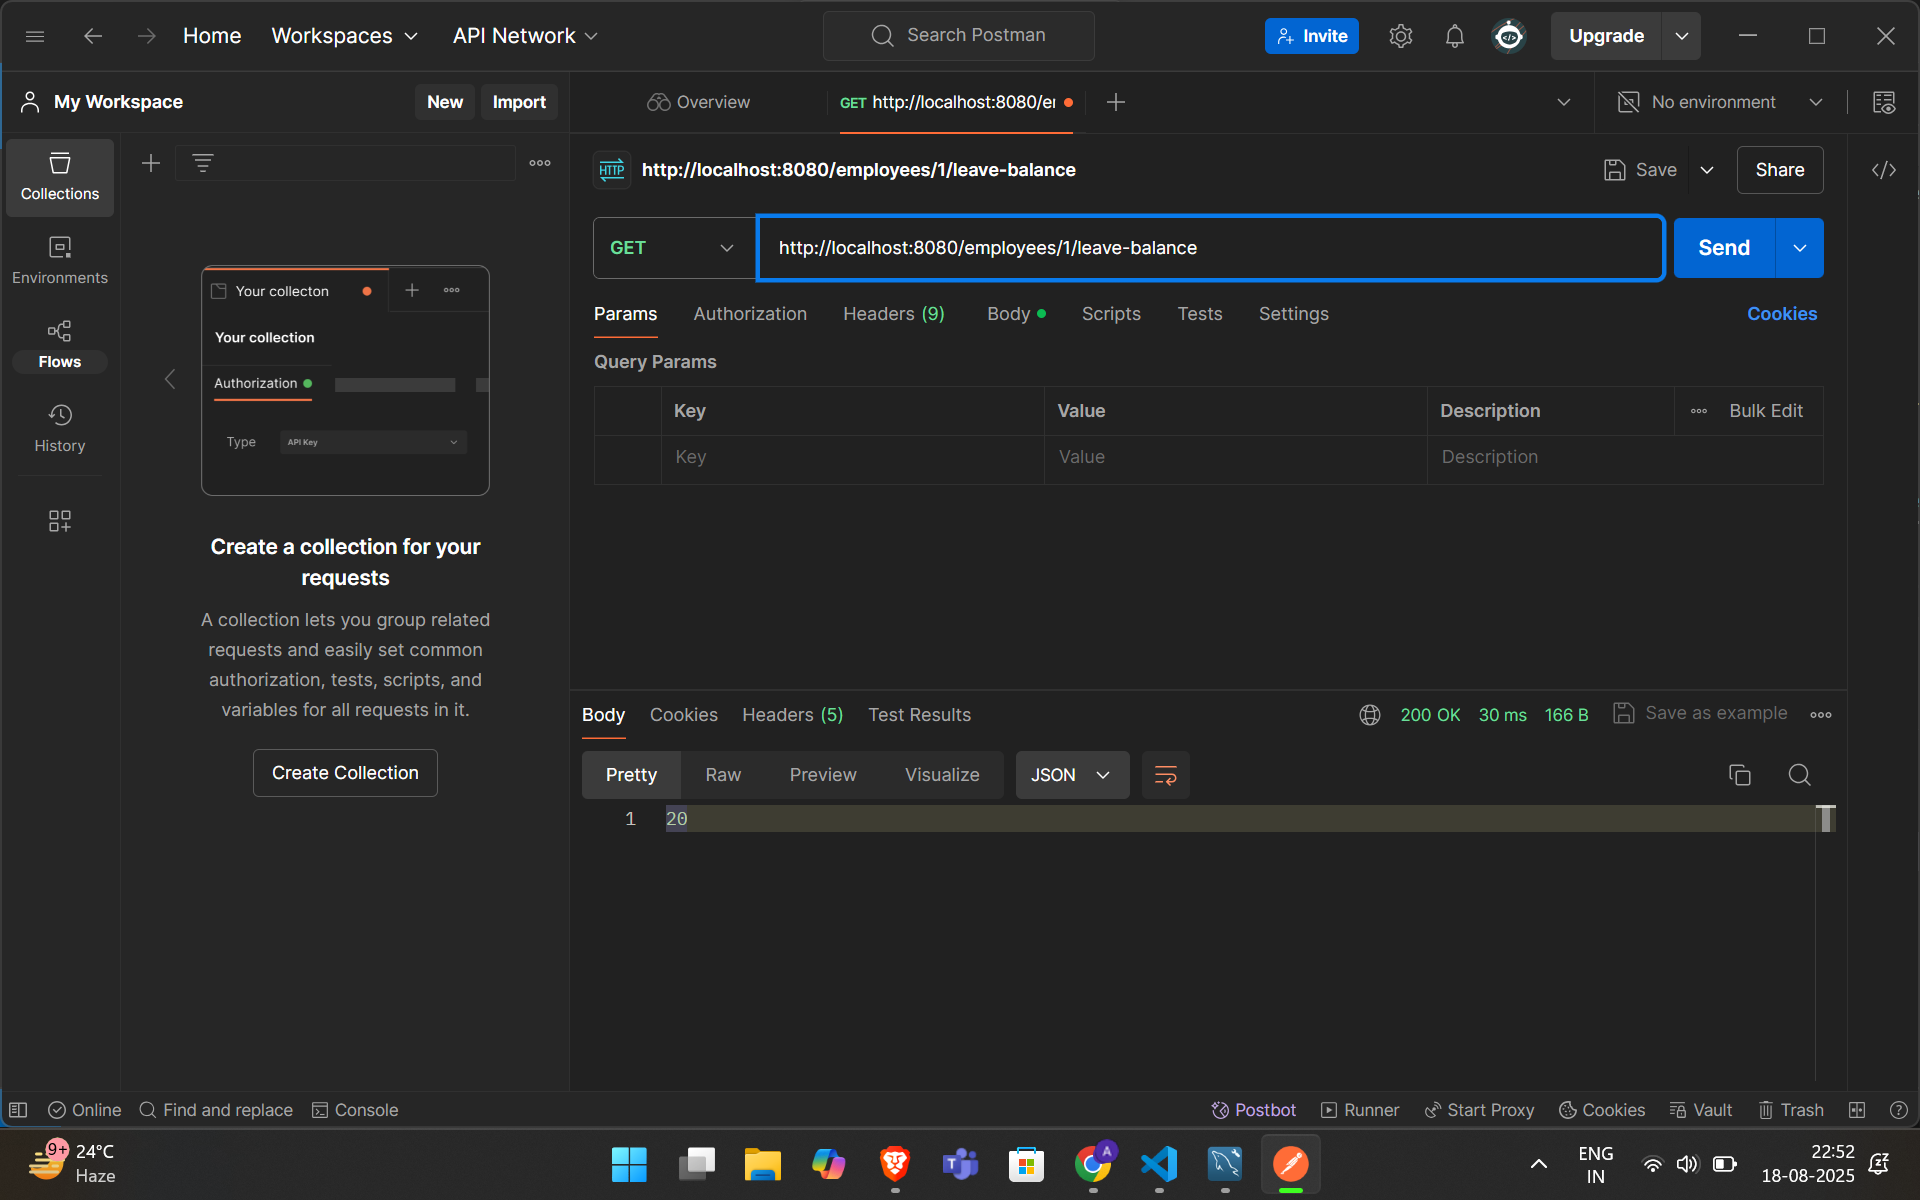 Home Workspaces API Network Search Postman Invite Upgrade
My Workspace New Import Overview GET http://localhost:8080/e No environment
Collections
Environments
Flows
History
Your collecton
Your collection
Authorization
Type API Key
Create a collection for your
requests
A collection lets you group related
requests and easily set common
authorization, tests, scripts, and
variables for all requests in it.
Create Collection
HTTP http://localhost:8080/employees/1/leave-balance Save Share
GET http://localhost:8080/employees/1/leave-balance Send
Params Authorization Headers (9) Body Scripts Tests Settings Cookies
Query Params
Key Value Description Bulk Edit
Key Value Description
Body Cookies Headers (5) Test Results 200 OK 30 ms 166 B Save as example
Pretty Raw Preview Visualize JSON
1 20
Online Find and replace Console Postbot Runner Start Proxy Cookies Vault Trash
9+ 24°C
Haze
A
ENG
IN
22:52
18-08-2025